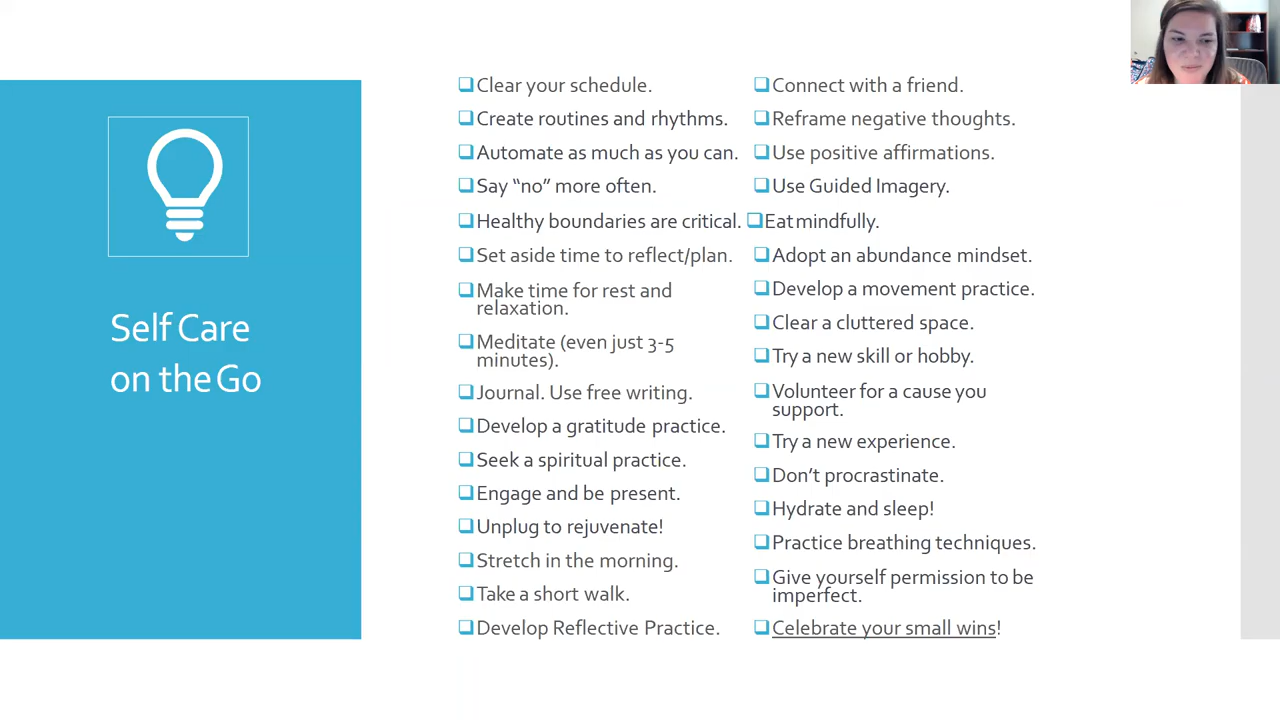 Self Care
on the Go
Clear your schedule.
Create routines and rhythms.
Automate as much as you can.
Say “no” more often.
Healthy boundaries are critical.
Set aside time to reflect/plan.
Make time for rest and
relaxation.
Meditate (even just 3-5
minutes).
Journal. Use free writing.
Develop a gratitude practice.
Seek a spiritual practice.
Engage and be present.
Unplug to rejuvenate!
Stretch in the morning.
Take a short walk.
Develop Reflective Practice.
Connect with a friend.
Reframe negative thoughts.
Use positive affirmations.
Use Guided Imagery.
Eat mindfully.
Adopt an abundance mindset.
Develop a movement practice.
Clear a cluttered space.
Try a new skill or hobby.
Volunteer for a cause you
support.
Try a new experience.
Don’t procrastinate.
Hydrate and sleep!
Practice breathing techniques.
Give yourself permission to be
imperfect.
Celebrate your small wins!